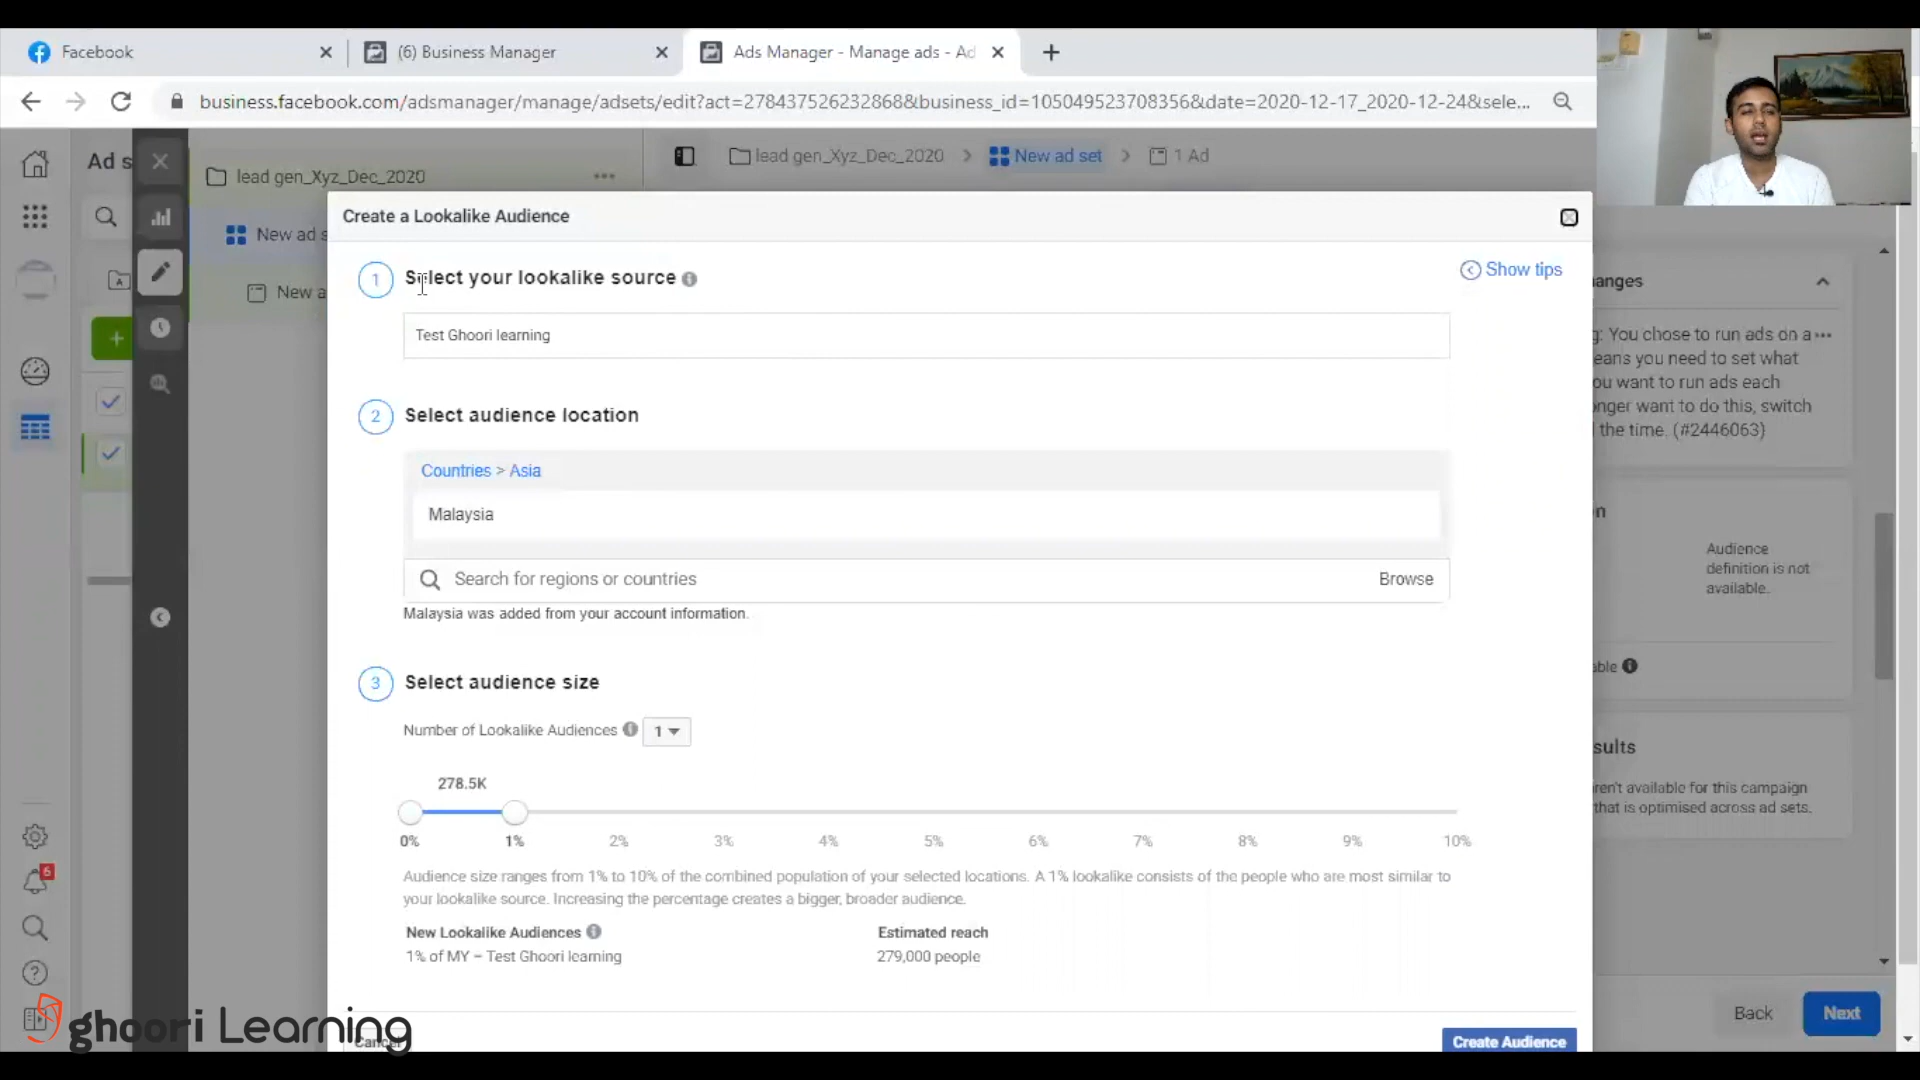 Facebook
(6) Business Manager
Ads Manager - Manage ads - Ad
business.facebook.com/adsmanager/manage/adsets/edit?act=278437526232868&business_id=105049523708356&date=2020-12-17_2020-12-24&sele...
Ad s
lead gen_Xyz_Dec_2020
...
lead gen_Xyz_Dec_2020 > New ad set > 1 Ad
New ad s
New a
Create a Lookalike Audience
1 Select your lookalike source
Show tips
Test Ghoori learning
2 Select audience location
Countries > Asia
Malaysia
Search for regions or countries
Browse
Malaysia was added from your account information.
3 Select audience size
Number of Lookalike Audiences 1
278.5K
0% 1% 2% 3% 4% 5% 6% 7% 8% 9% 10%
Audience size ranges from 1% to 10% of the combined population of your selected locations. A 1% lookalike consists of the people who are most similar to
your lookalike source. Increasing the percentage creates a bigger, broader audience.
New Lookalike Audiences
Estimated reach
1% of MY – Test Ghoori learning
279,000 people
Cancel
Create Audience
anges
g: You chose to run ads on a ...
eans you need to set what
ou want to run ads each
onger want to do this, switch
the time. (#2446063)
n
Audience
definition is not
available.
able
sults
ren't available for this campaign
that is optimised across ad sets.
Back
Next
6
ghoori Learning